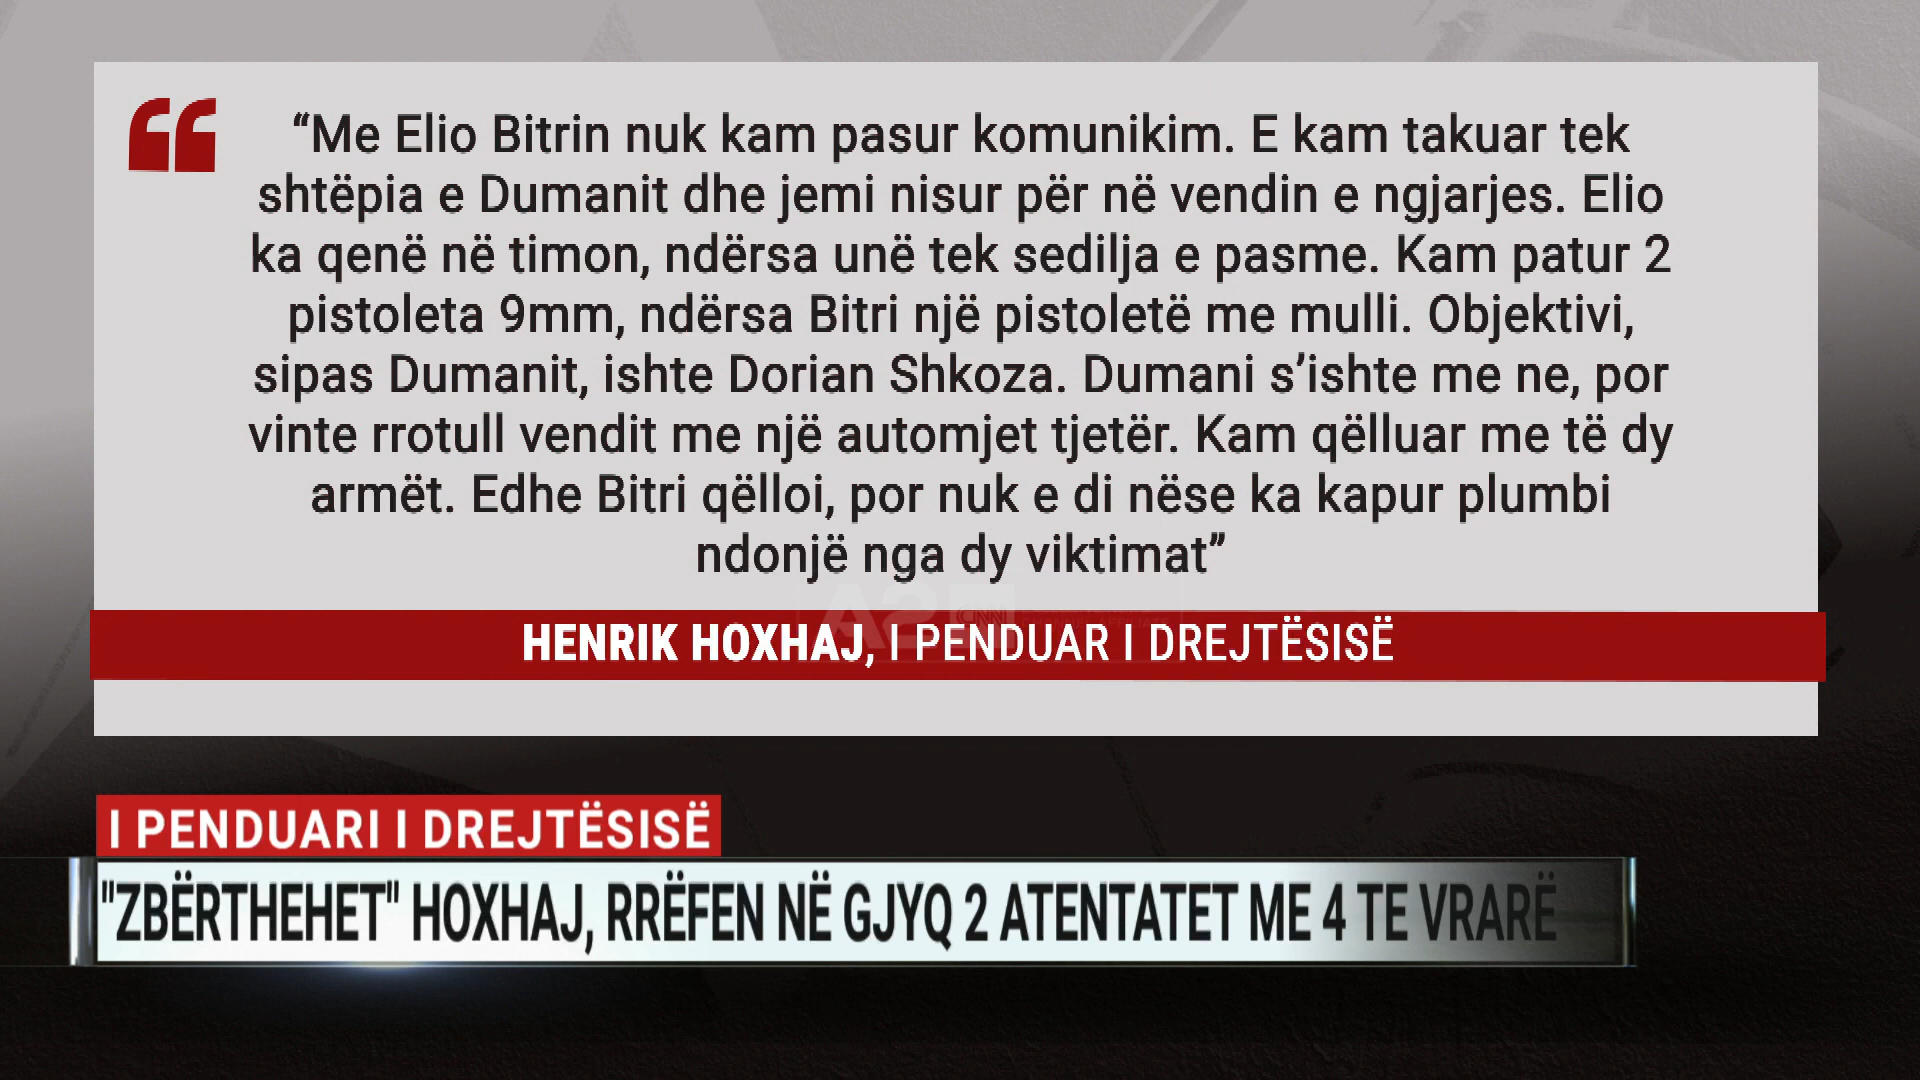 “Me Elio Bitrin nuk kam pasur komunikim. E kam takuar tek
shtëpia e Dumanit dhe jemi nisur për në vendin e ngjarjes. Elio
ka qenë në timon, ndërsa unë tek sedilja e pasme. Kam patur 2
pistoleta 9mm, ndërsa Bitri një pistoletë me mulli. Objektivi,
sipas Dumanit, ishte Dorian Shkoza. Dumani s’ishte me ne, por
vinte rrotull vendit me një automjet tjetër. Kam qëlluar me të dy
armët. Edhe Bitri qëlloi, por nuk e di nëse ka kapur plumbi
ndonjë nga dy viktimat”
A2 CNN
HENRIK HOXHAJ, I PENDUAR I DREJTËSISË
I PENDUARI I DREJTËSISË
"ZBËRTHEHET" HOXHAJ, RRËFEN NË GJYQ 2 ATENTATET ME 4 TE VRARË